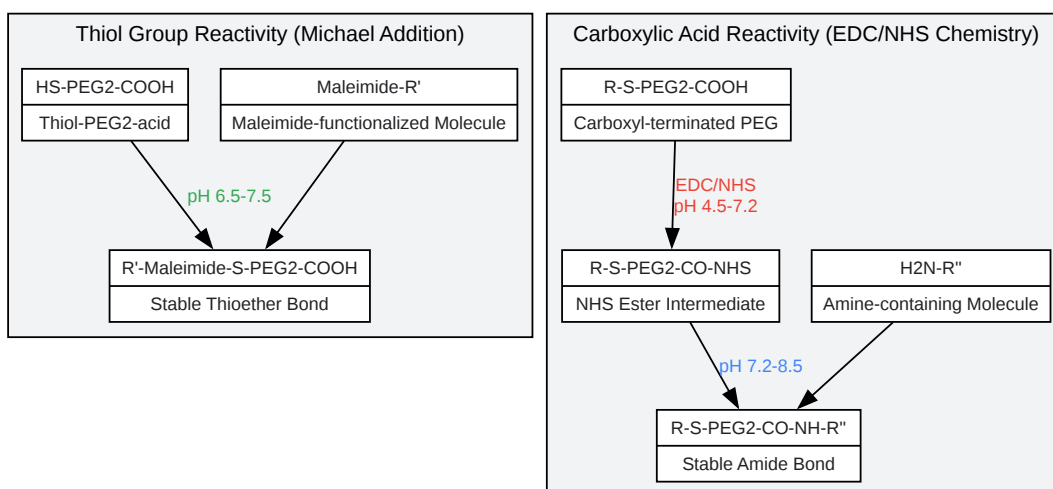 Thiol Group Reactivity (Michael Addition)
HS-PEG2-COOH
Thiol-PEG2-acid
Maleimide-R'
Maleimide-functionalized Molecule
pH 6.5-7.5
R'-Maleimide-S-PEG2-COOH
Stable Thioether Bond
Carboxylic Acid Reactivity (EDC/NHS Chemistry)
R-S-PEG2-COOH
Carboxyl-terminated PEG
EDC/NHS
pH 4.5-7.2
R-S-PEG2-CO-NHS
NHS Ester Intermediate
H2N-R"
Amine-containing Molecule
pH 7.2-8.5
R-S-PEG2-CO-NH-R"
Stable Amide Bond